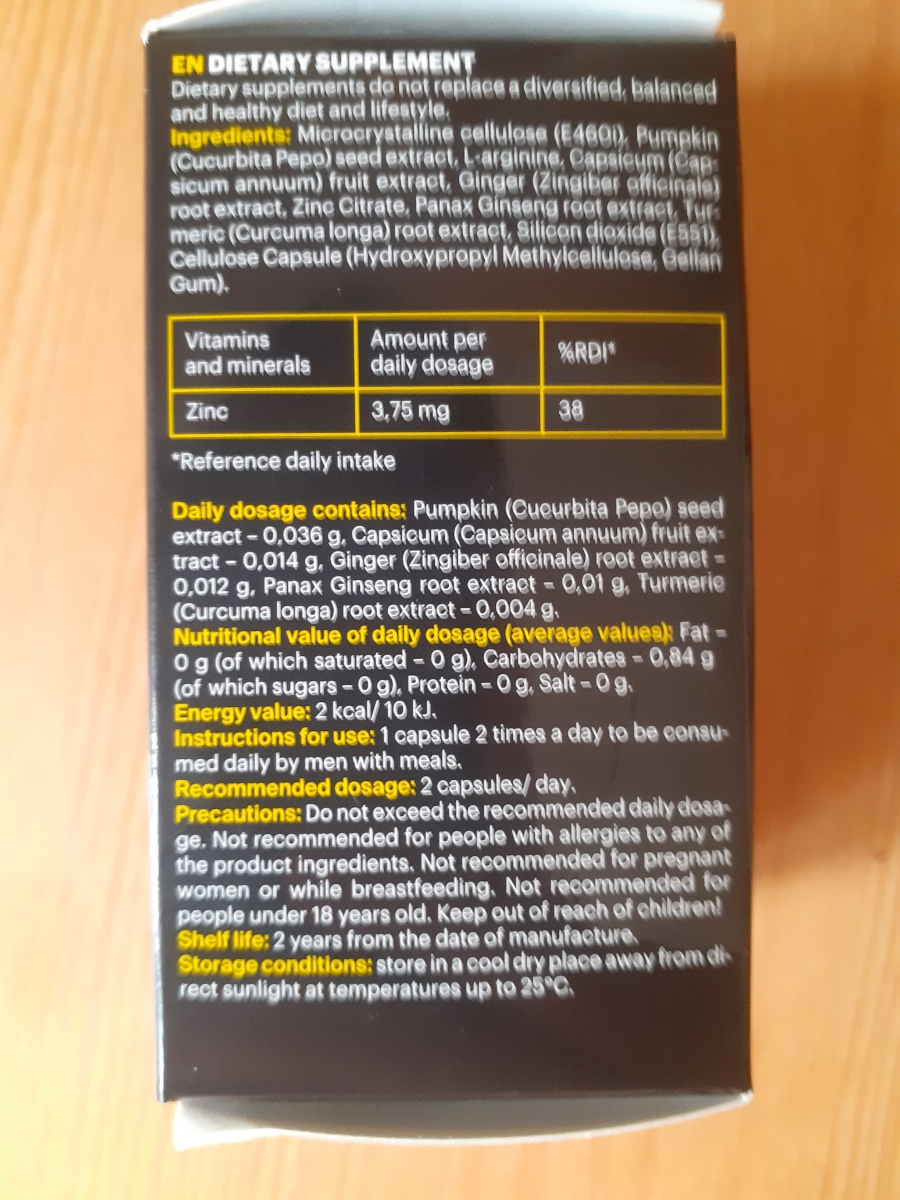 EN DIETARY SUPPLEMENT
Dietary supplements do not replace a diversified, balanced
and healthy diet and lifestyle.
Ingredients: Microcrystalline cellulose (E460i), Pumpkin
(Cucurbita Pepo) seed extract, L-arginine, Capsicum (Cap-
sicum annuum) fruit extract, Ginger (Zingiber officinale)
root extract, Zinc Citrate, Panax Ginseng root extract, Tur-
meric (Curcuma longa) root extract, Silicon dioxide (E551),
Cellulose Capsule (Hydroxypropyl Methylcellulose, Gellan
Gum).
Vitamins
and minerals
Amount per
daily dosage
%RDI*
Zinc
3,75 mg
38
*Reference daily intake
Daily dosage contains: Pumpkin (Cucurbita Pepo) seed
extract – 0,036 g, Capsicum (Capsicum annuum) fruit ex-
tract – 0,014 g, Ginger (Zingiber officinale) root extract –
0,012 g, Panax Ginseng root extract – 0,01 g, Turmeric
(Curcuma longa) root extract – 0,004 g.
Nutritional value of daily dosage (average values): Fat –
0 g (of which saturated – 0 g), Carbohydrates – 0,84 g
(of which sugars – 0 g), Protein – 0 g, Salt – 0 g.
Energy value: 2 kcal/ 10 kJ.
Instructions for use: 1 capsule 2 times a day to be consu-
med daily by men with meals.
Recommended dosage: 2 capsules/ day.
Precautions: Do not exceed the recommended daily dosa-
ge. Not recommended for people with allergies to any of
the product ingredients. Not recommended for pregnant
women or while breastfeeding. Not recommended for
people under 18 years old. Keep out of reach of children!
Shelf life: 2 years from the date of manufacture.
Storage conditions: store in a cool dry place away from di-
rect sunlight at temperatures up to 25°C.